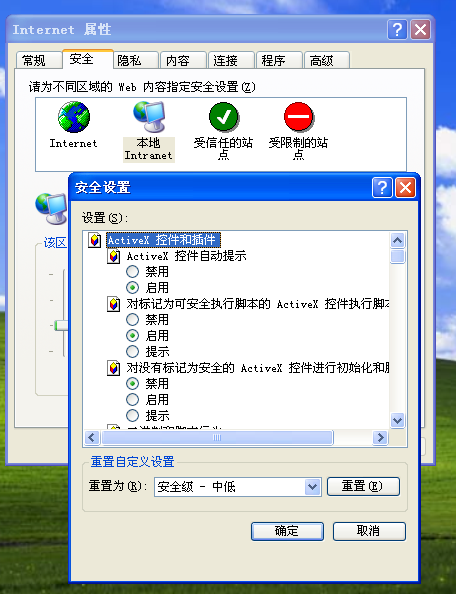 Internet 属性
常规 安全 隐私 内容 连接 程序 高级
请为不同区域的 Web 内容指定安全设置(Z)
Internet
本地
Intranet
受信任的站
点
受限制的站
点
该区
安全设置
设置(S):
ActiveX 控件和插件
ActiveX 控件自动提示
禁用
启用
对标记为可安全执行脚本的 ActiveX 控件执行脚本
禁用
启用
提示
对没有标记为安全的 ActiveX 控件进行初始化和
禁用
启用
提示
重置自定义设置
重置为(R): 安全级 - 中低 重置(E)
确定 取消